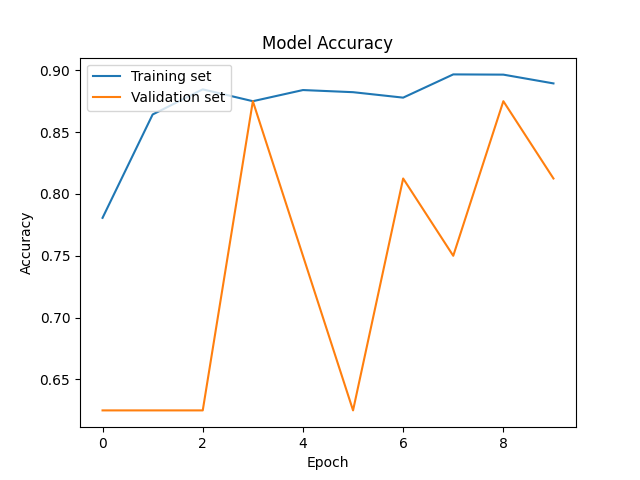 Model Accuracy
Training set
Validation set
0.90
0.85
0.80
0.75
0.70
0.65
Accuracy
0
2
4
6
8
Epoch